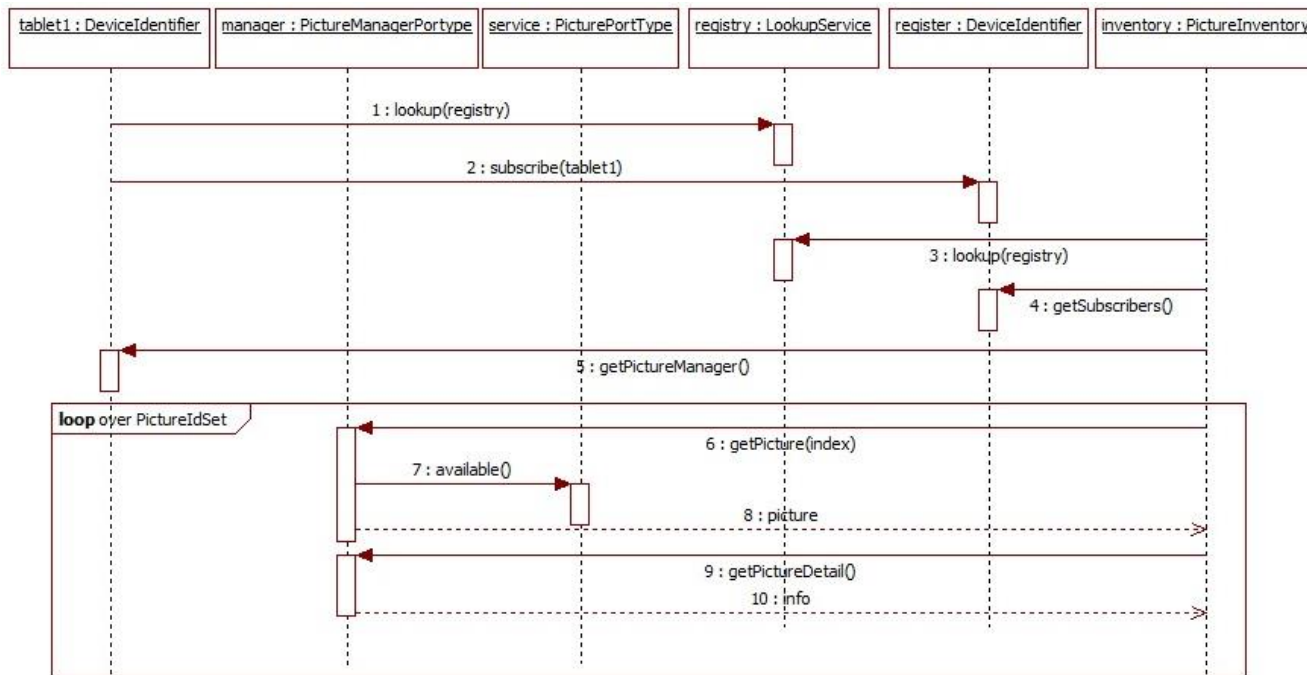 tablet1 : DeviceIdentifier
manager : PictureManagerPortype
service : PicturePortType
registry : LookupService
register : DeviceIdentifier
inventory : PictureInventory
1 : lookup(registry)
2 : subscribe(tablet1)
3 : lookup(registry)
4 : getSubscribers()
5 : getPictureManager()
loop over PictureIdSet
6 : getPicture(index)
7 : available()
8 : picture
9 : getPictureDetail()
10 : info